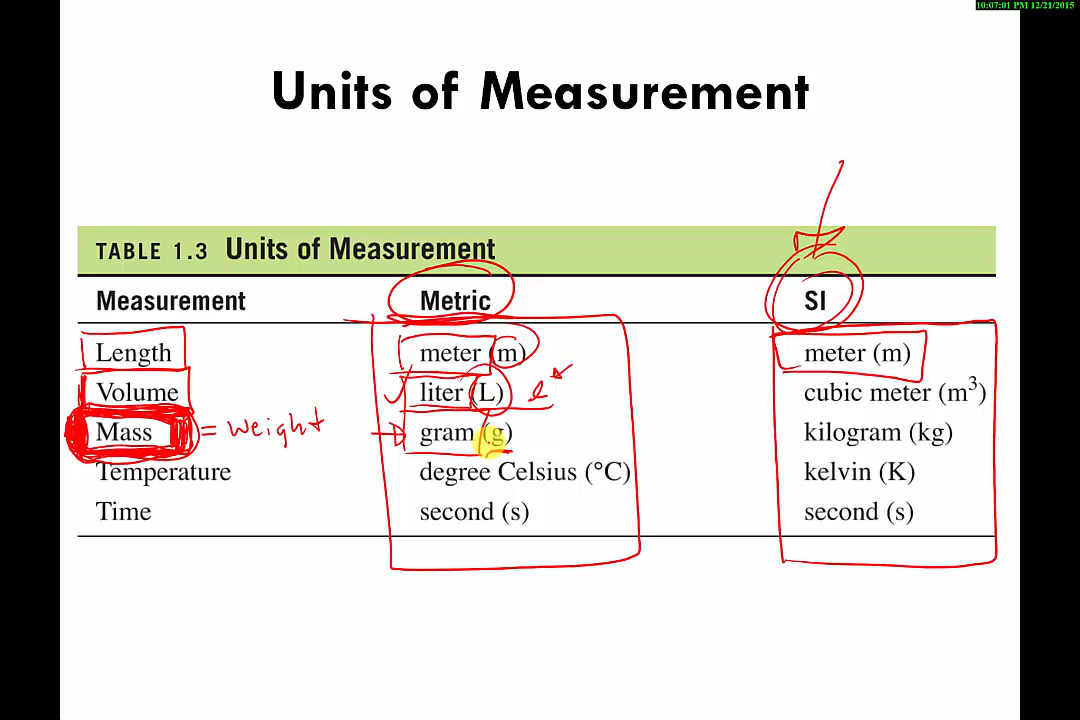 10:07:01 PM 12/21/2015
Units of Measurement
TABLE 1.3 Units of Measurement
Measurement Metric SI
Length meter (m) meter (m)
Volume liter (L) l cubic meter (m³)
Mass = Weight gram (g) kilogram (kg)
Temperature degree Celsius (°C) kelvin (K)
Time second (s) second (s)